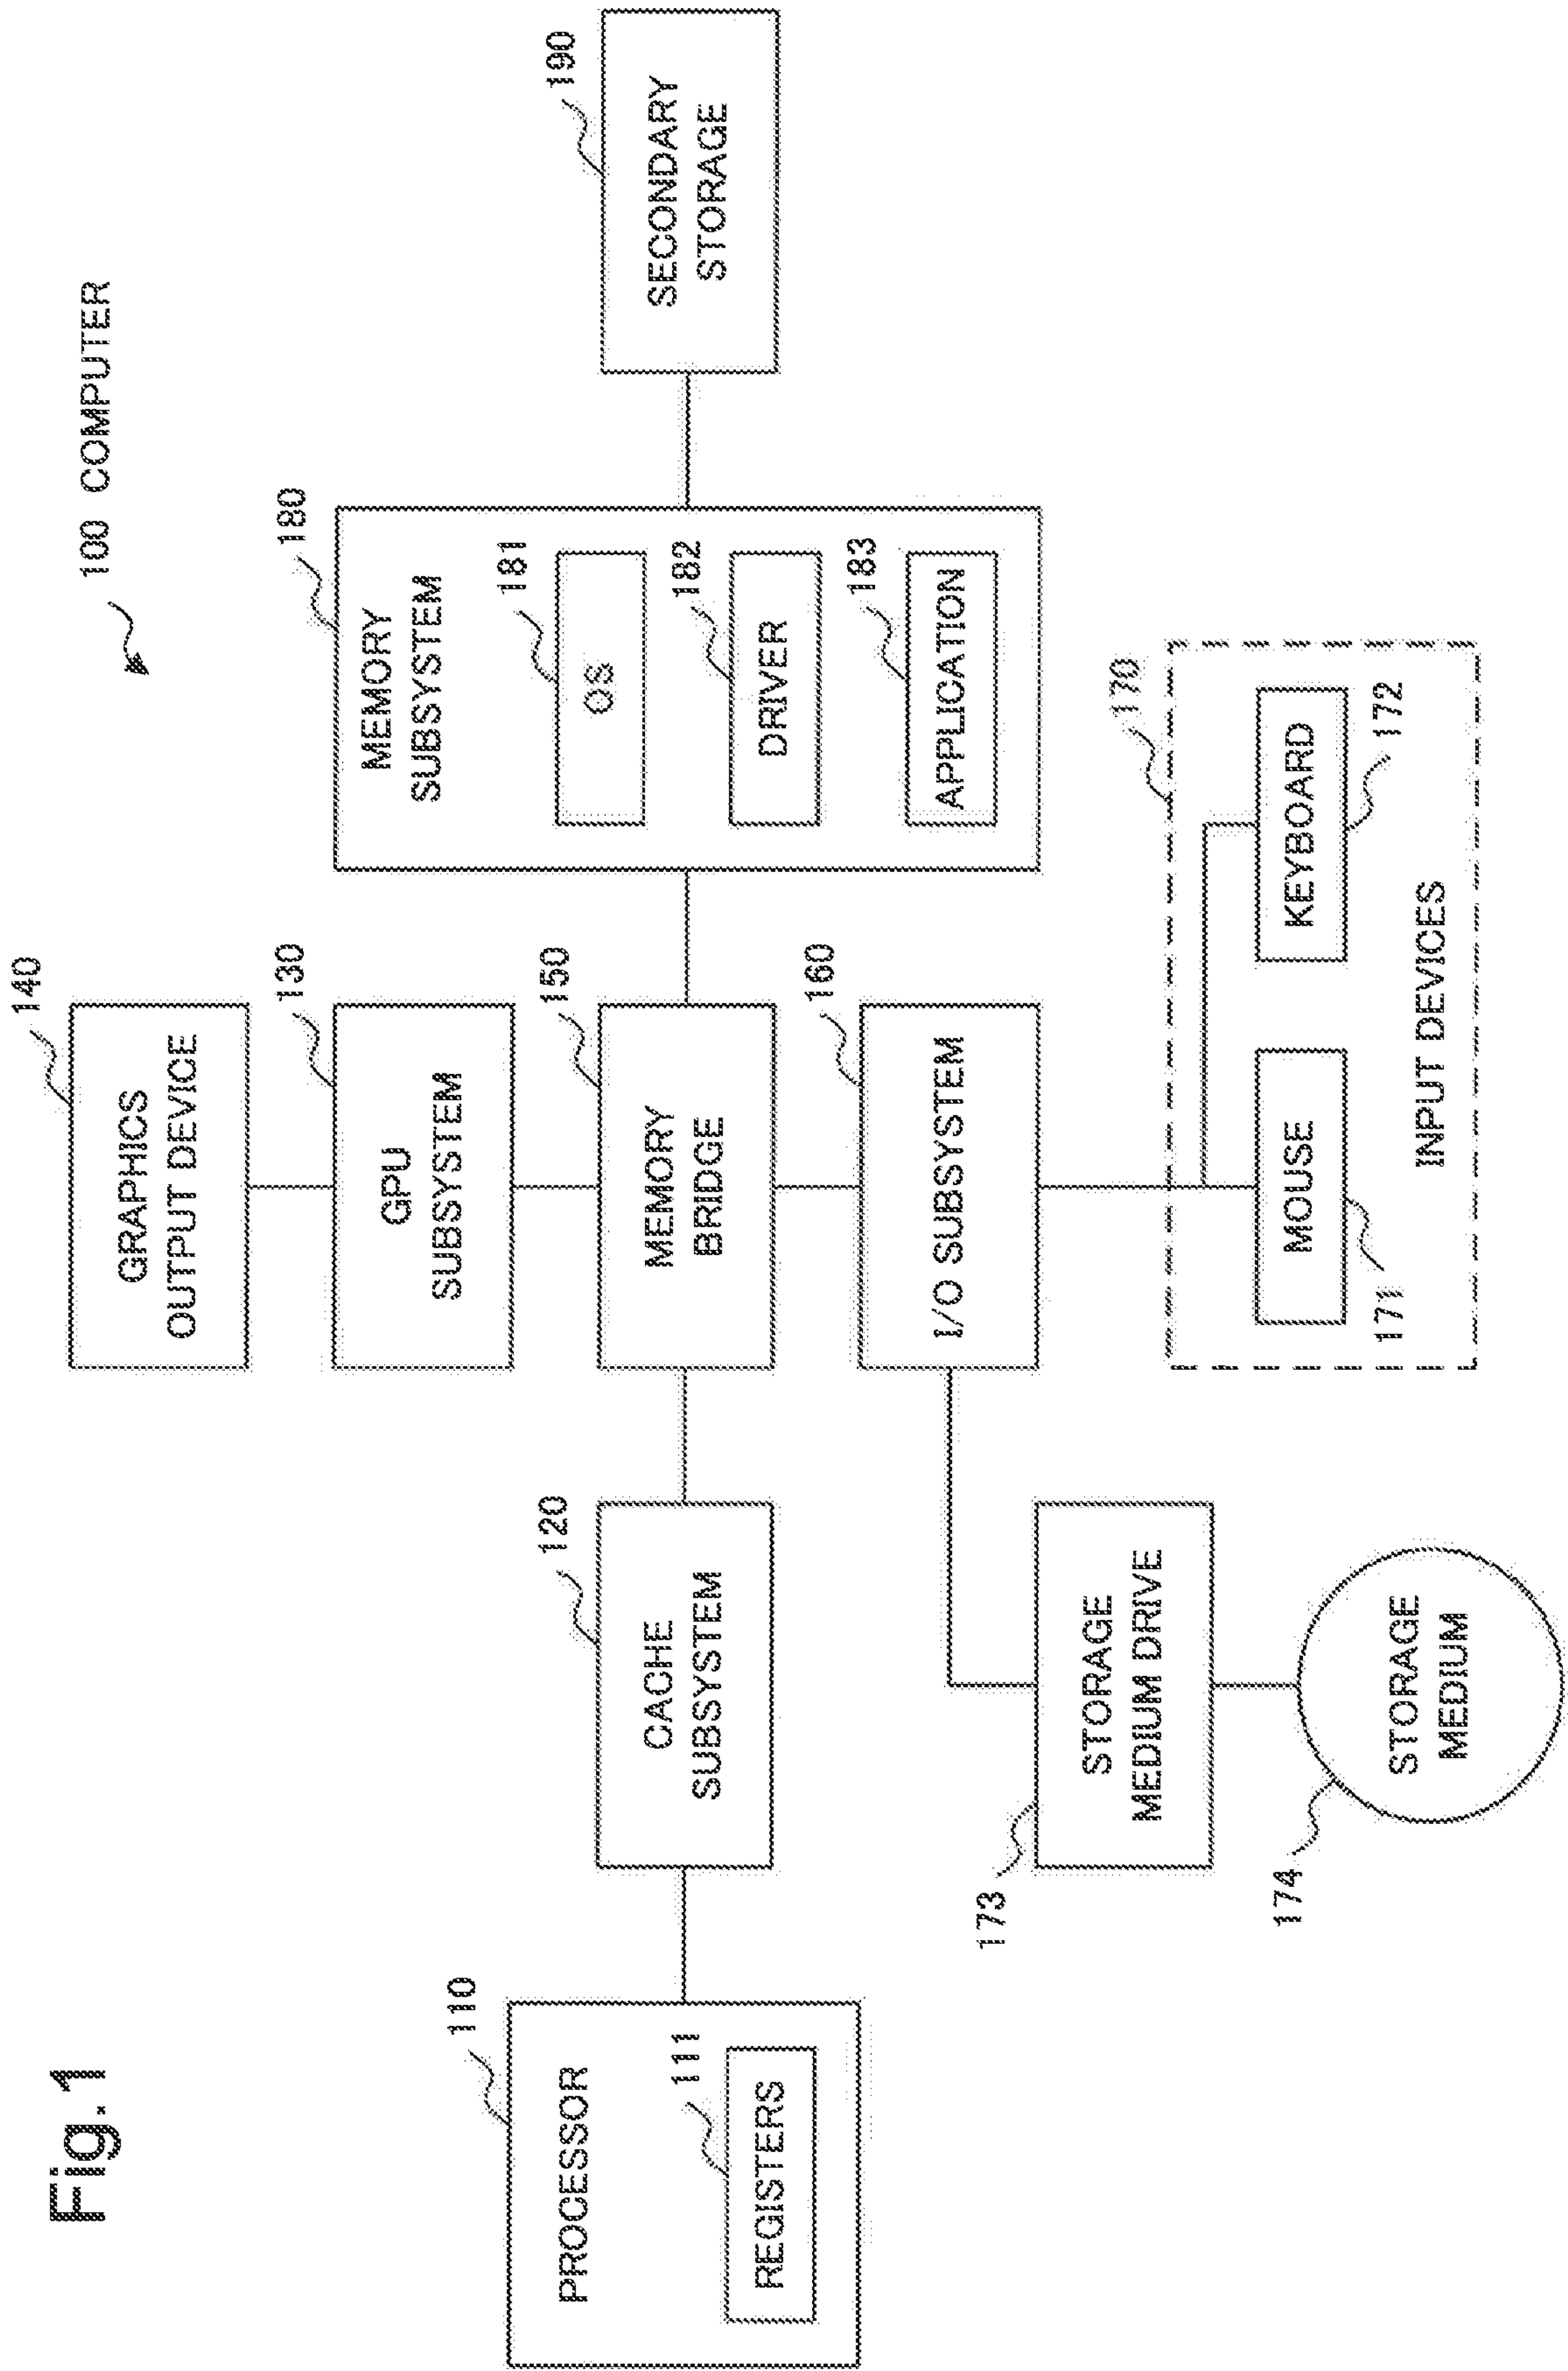 Fig. 1
100 COMPUTER
140
GRAPHICS
OUTPUT DEVICE
130
GPU
SUBSYSTEM
180
MEMORY
SUBSYSTEM
181
OS
182
DRIVER
183
APPLICATION
110
PROCESSOR
111
REGISTERS
120
CACHE
SUBSYSTEM
150
MEMORY
BRIDGE
190
SECONDARY
STORAGE
160
I/O SUBSYSTEM
173
STORAGE
MEDIUM DRIVE
174
STORAGE
MEDIUM
170
MOUSE
171
KEYBOARD
172
INPUT DEVICES